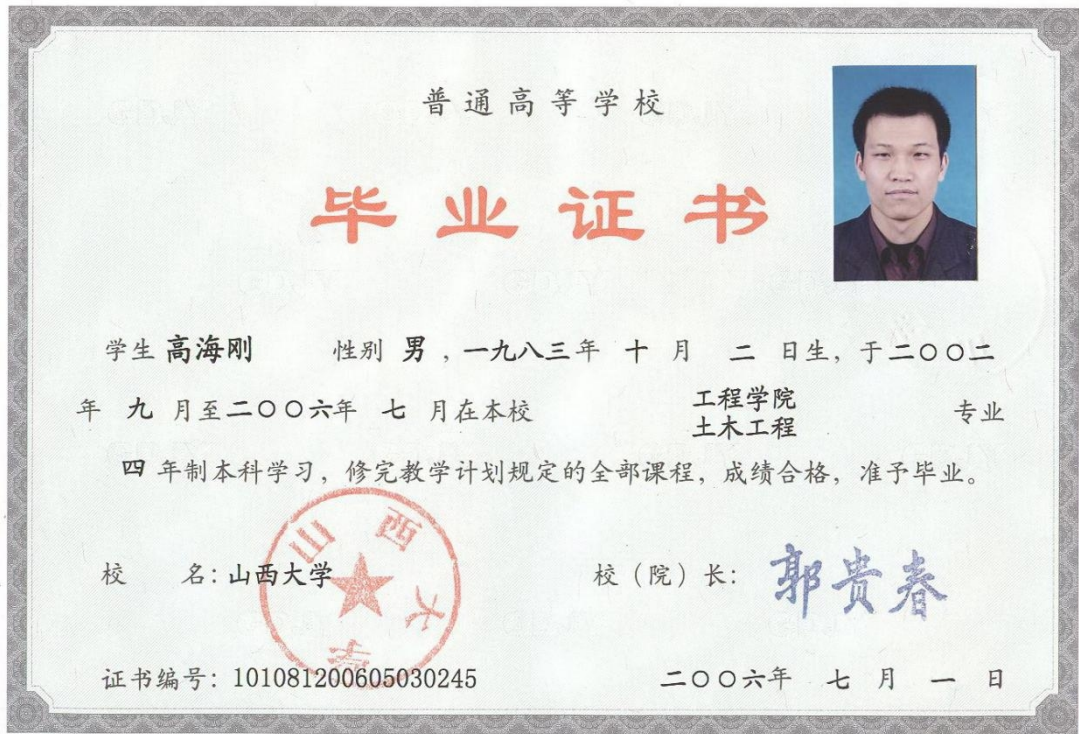 普通高等学校
毕业证书
学生 高海刚 性别 男 ，一九八三年 十 月 二 日生，于二〇〇二
年 九 月至二〇〇六年 七 月在本校 工程学院 专业
土木工程
四 年制本科学习，修完教学计划规定的全部课程，成绩合格，准予毕业。
山西大学
校 名：山西大学 校（院）长：郭贵春
证书编号：101081200605030245 二〇〇六年 七 月 一 日